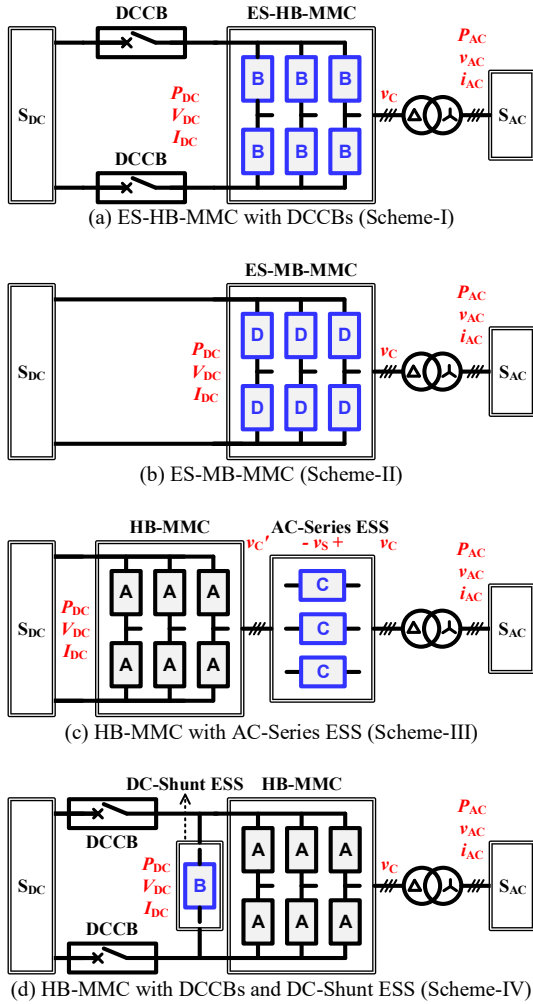 DCCB
ES-HB-MMC
S_DC
P_DC
V_DC
I_DC
B B B
B B B
v_C
Δ
P_AC
v_AC
i_AC
S_AC
DCCB
(a) ES-HB-MMC with DCCBs (Scheme-I)
ES-MB-MMC
S_DC
P_DC
V_DC
I_DC
D D D
D D D
v_C
Δ
P_AC
v_AC
i_AC
S_AC
(b) ES-MB-MMC (Scheme-II)
HB-MMC
AC-Series ESS
v_C'
- v_S +
v_C
S_DC
P_DC
V_DC
I_DC
A A A
A A A
C
C
C
Δ
P_AC
v_AC
i_AC
S_AC
(c) HB-MMC with AC-Series ESS (Scheme-III)
DC-Shunt ESS
HB-MMC
DCCB
S_DC
P_DC
V_DC
I_DC
B
A A A
A A A
v_C
Δ
P_AC
v_AC
i_AC
S_AC
DCCB
(d) HB-MMC with DCCBs and DC-Shunt ESS (Scheme-IV)